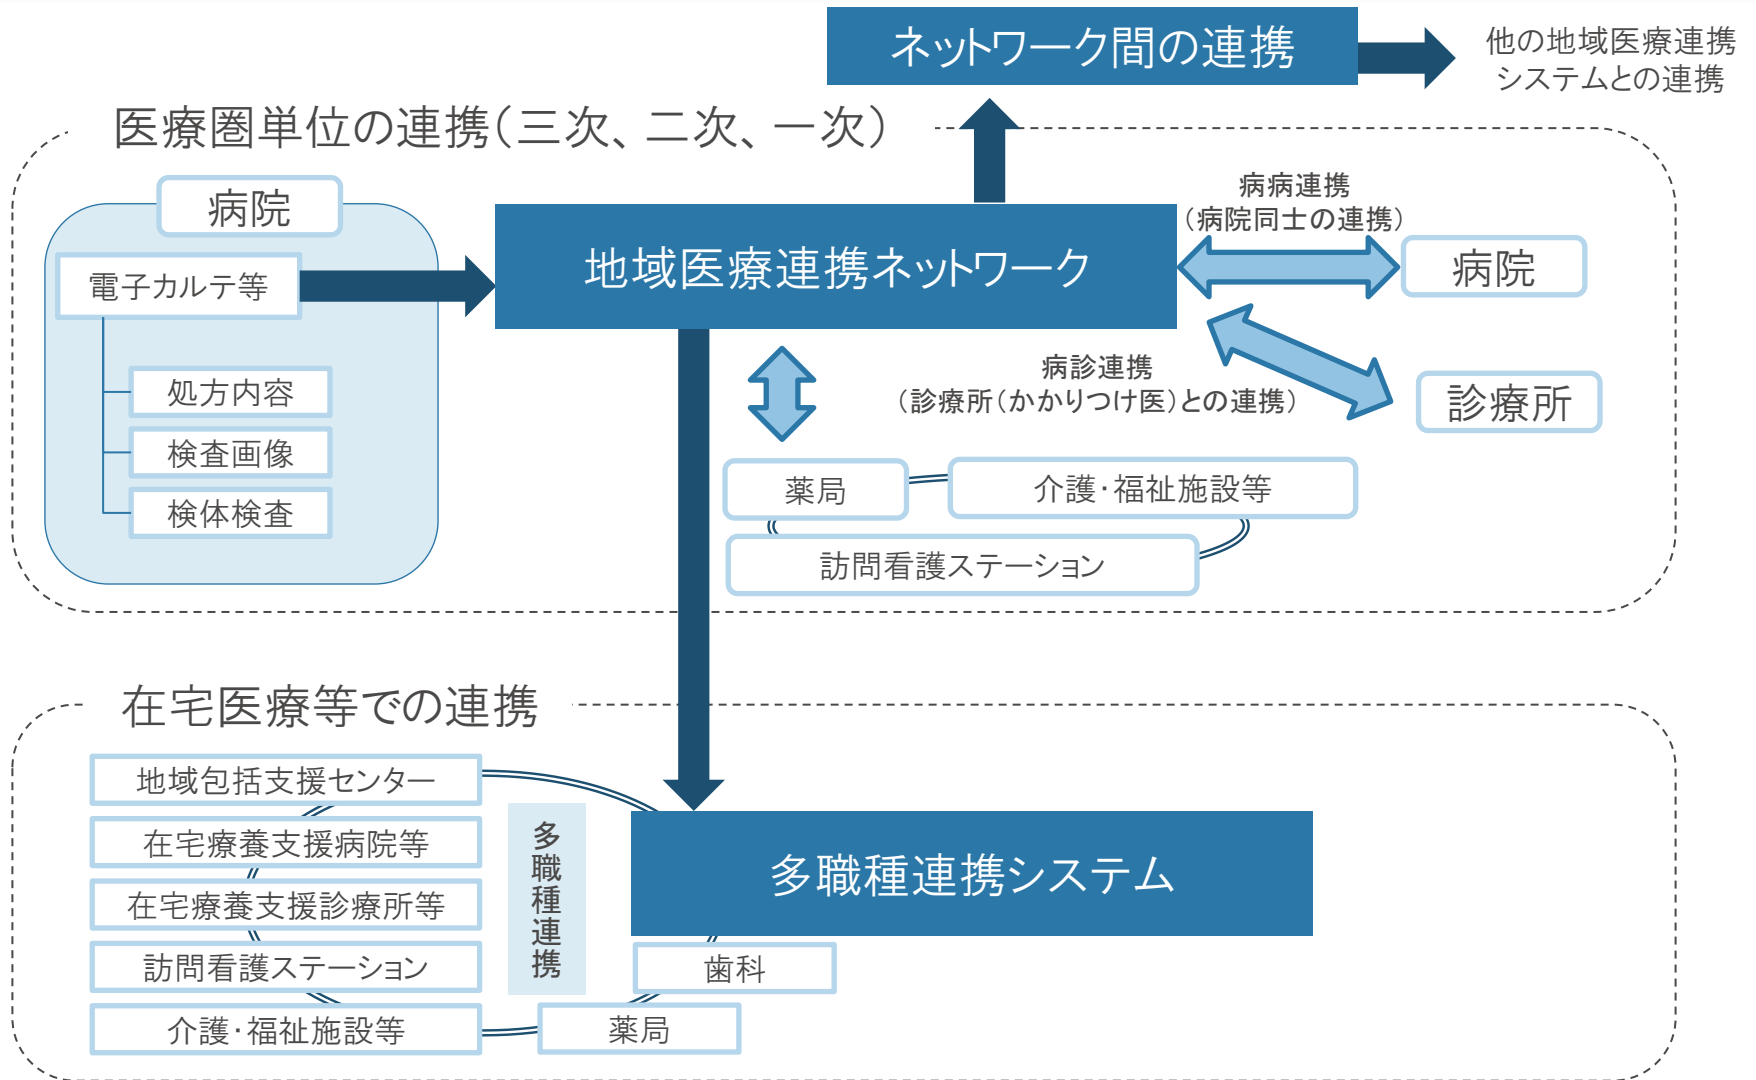 ネットワーク間の連携
他の地域医療連携
システムとの連携
医療圏単位の連携（三次、二次、一次）
病院
電子カルテ等
処方内容
検査画像
検体検査
地域医療連携ネットワーク
病病連携
（病院同士の連携）
病院
病診連携
（診療所（かかりつけ医）との連携）
診療所
薬局
介護・福祉施設等
訪問看護ステーション
在宅医療等での連携
地域包括支援センター
在宅療養支援病院等
在宅療養支援診療所等
訪問看護ステーション
介護・福祉施設等
多職種連携
多職種連携システム
歯科
薬局